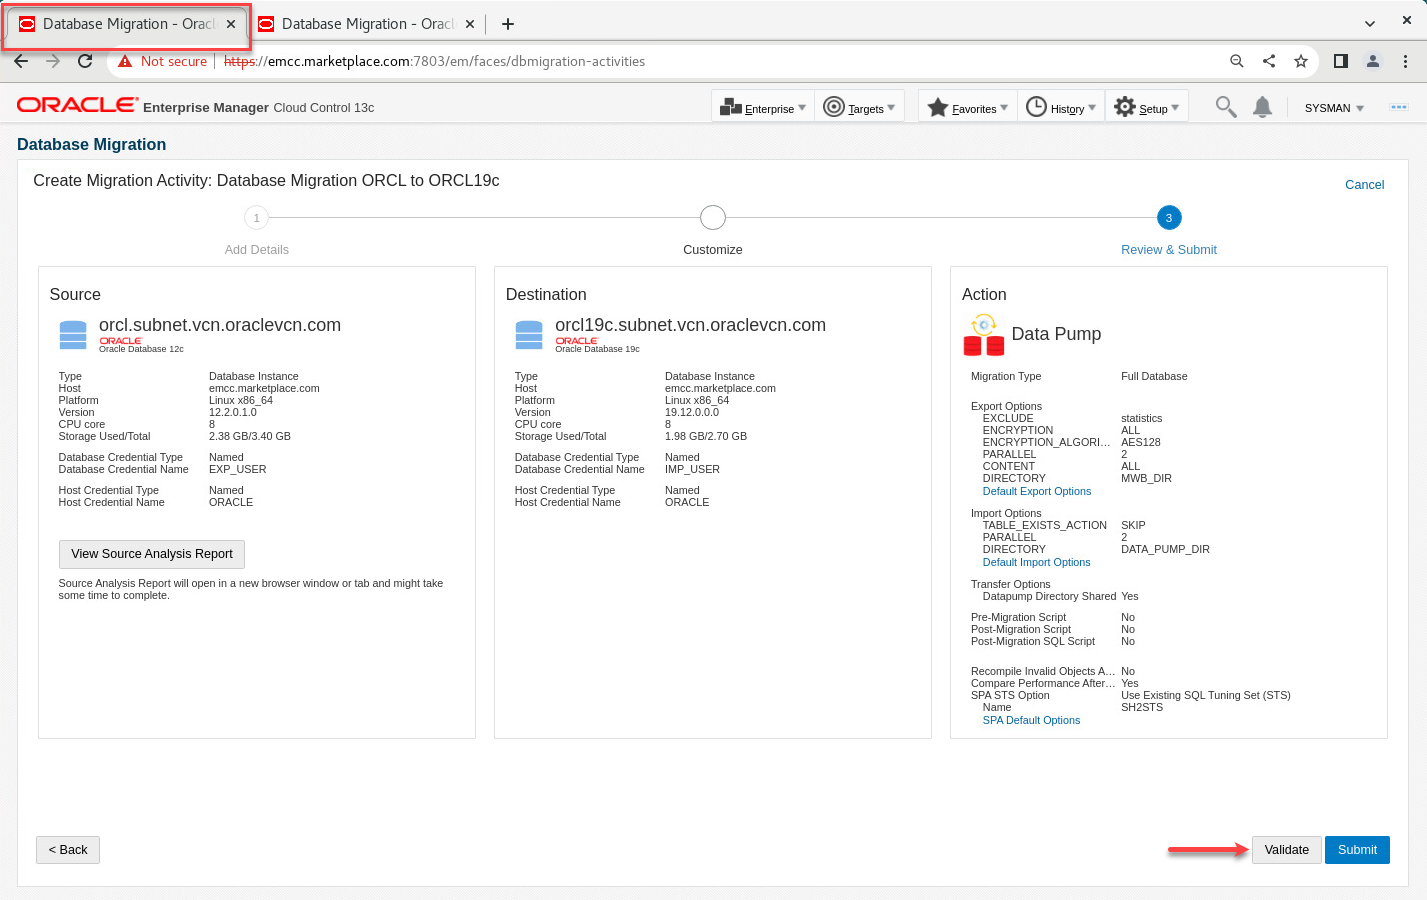 Database Migration - Oracl
Database Migration - Oracl
Not secure https://emcc.marketplace.com:7803/em/faces/dbmigration-activities
ORACLE Enterprise Manager Cloud Control 13c
Enterprise Targets Favorites History Setup SYSMAN
Database Migration
Create Migration Activity: Database Migration ORCL to ORCL19c
Cancel
1 3
Add Details Customize Review & Submit
Source
orcl.subnet.vcn.oraclevcn.com
ORACLE
Oracle Database 12c
Type Database Instance
Host emcc.marketplace.com
Platform Linux x86_64
Version 12.2.0.1.0
CPU core 8
Storage Used/Total 2.38 GB/3.40 GB
Database Credential Type Named
Database Credential Name EXP_USER
Host Credential Type Named
Host Credential Name ORACLE
View Source Analysis Report
Source Analysis Report will open in a new browser window or tab and might take
some time to complete.
Destination
orcl19c.subnet.vcn.oraclevcn.com
ORACLE
Oracle Database 19c
Type Database Instance
Host emcc.marketplace.com
Platform Linux x86_64
Version 19.12.0.0.0
CPU core 8
Storage Used/Total 1.98 GB/2.70 GB
Database Credential Type Named
Database Credential Name IMP_USER
Host Credential Type Named
Host Credential Name ORACLE
Action
Data Pump
Migration Type Full Database
Export Options
EXCLUDE statistics
ENCRYPTION ALL
ENCRYPTION_ALGORI... AES128
PARALLEL 2
CONTENT ALL
DIRECTORY MWB_DIR
Default Export Options
Import Options
TABLE_EXISTS_ACTION SKIP
PARALLEL 2
DIRECTORY DATA_PUMP_DIR
Default Import Options
Transfer Options
Datapump Directory Shared Yes
Pre-Migration Script No
Post-Migration Script No
Post-Migration SQL Script No
Recompile Invalid Objects A... No
Compare Performance After... Yes
SPA STS Option Use Existing SQL Tuning Set (STS)
Name SH2STS
SPA Default Options
< Back Validate Submit